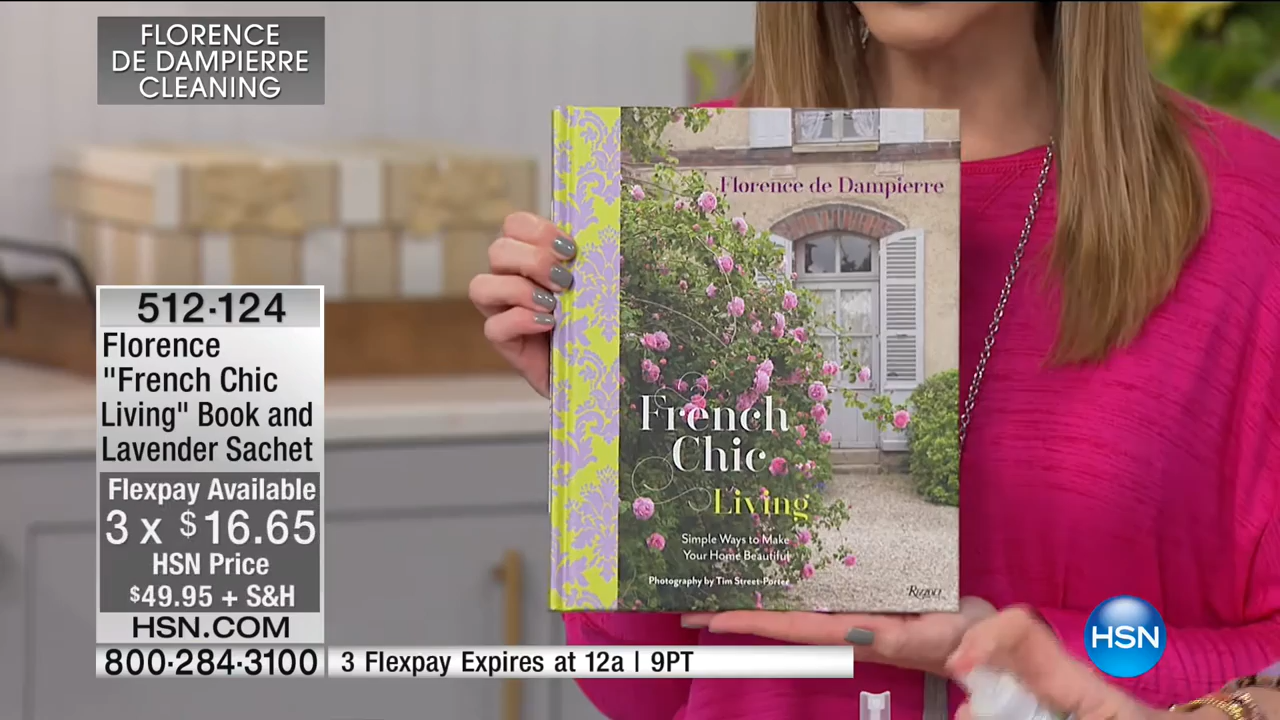 FLORENCE
DE DAMPIERRE
CLEANING
512-124
Florence
"French Chic
Living" Book and
Lavender Sachet
Flexpay Available
3 x $16.65
HSN Price
$49.95 + S&H
HSN.COM
800-284-3100
3 Flexpay Expires at 12a | 9PT
Florence de Dampierre
French
Chic
Living
Simple Ways to Make
Your Home Beautiful
Photography by Tim Street-Porter
Rizzoli
HSN